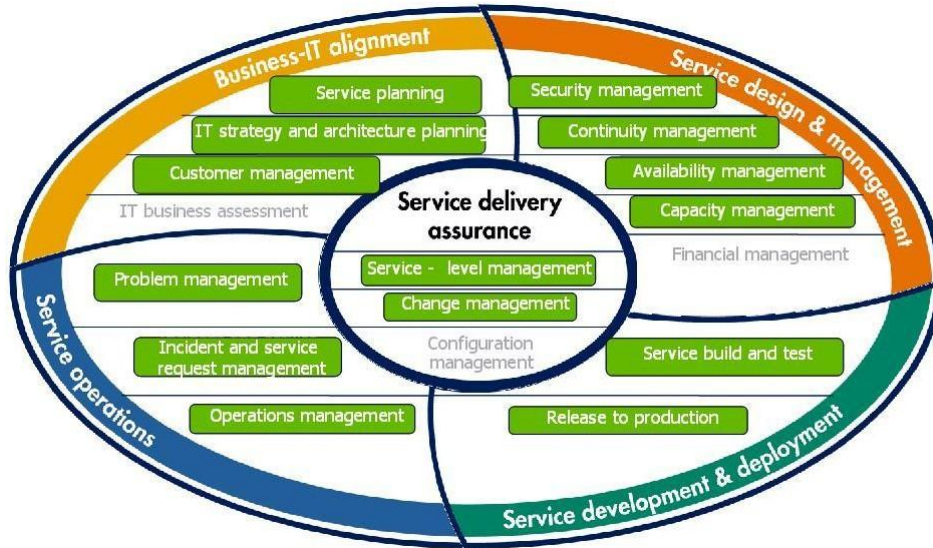 Business-IT alignment
Service planning
IT strategy and architecture planning
Customer management
IT business assessment
Service design & management
Security management
Continuity management
Availability management
Capacity management
Financial management
Service delivery
assurance
Service - level management
Change management
Configuration
management
Service operations
Problem management
Incident and service
request management
Operations management
Service build and test
Release to production
Service development & deployment